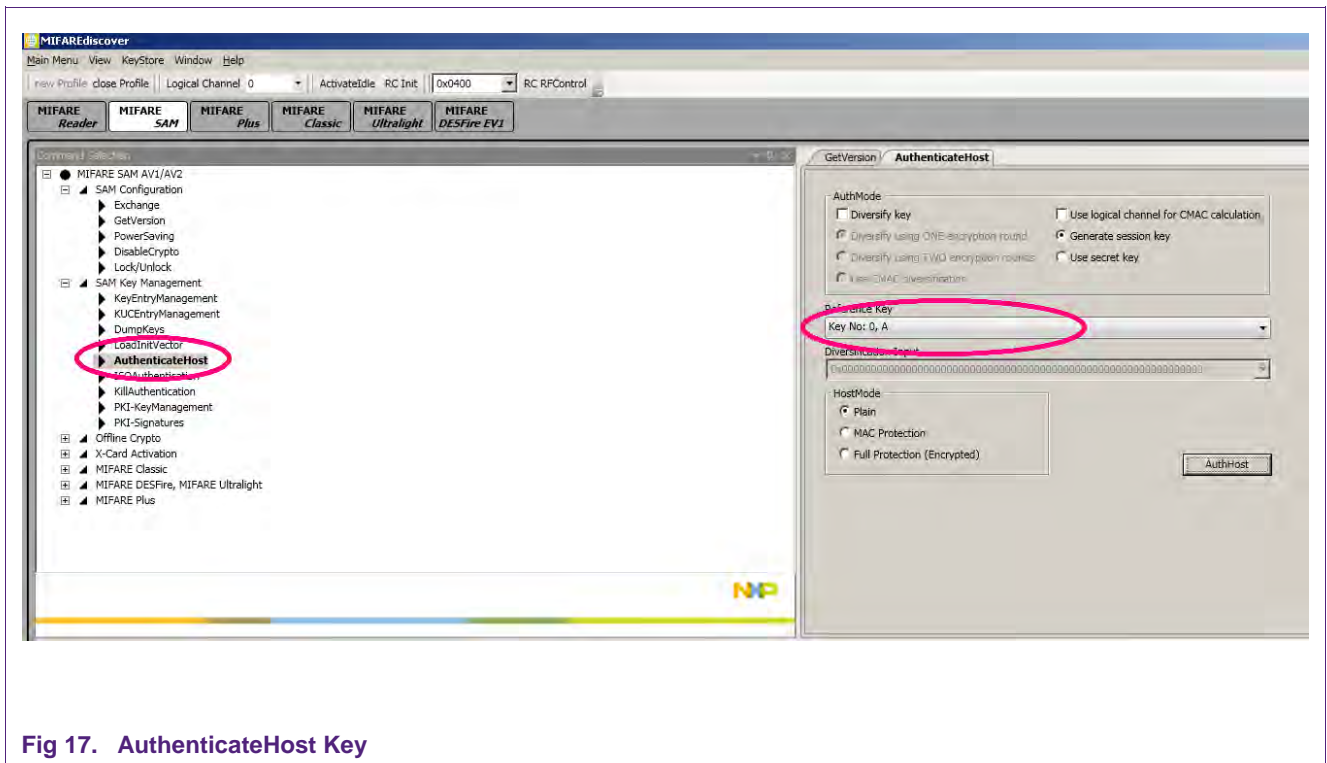 MIFAREdiscover
Main Menu View KeyStore Window Help
new Profile close Profile Logical Channel 0 ActivateIdle RC Init 0x0400 RC RFControl
MIFARE Reader MIFARE SAM MIFARE Plus MIFARE Classic MIFARE Ultralight MIFARE DESFire EV1
Command Selection
MIFARE SAM AV1/AV2
SAM Configuration
Exchange
GetVersion
PowerSaving
DisableCrypto
Lock/Unlock
SAM Key Management
KeyEntryManagement
KUCEntryManagement
DumpKeys
LoadInitVector
AuthenticateHost
ISOAuthentication
KillAuthentication
PKI-KeyManagement
PKI-Signatures
Offline Crypto
X-Card Activation
MIFARE Classic
MIFARE DESFire, MIFARE Ultralight
MIFARE Plus
NXP
GetVersion AuthenticateHost
AuthMode
Diversify key Use logical channel for CMAC calculation
Diversify using ONE encryption round Generate session key
Diversify using TWO encryption rounds Use secret key
Use CMAC diversification
Reference Key
Key No: 0, A
Diversification Input
HostMode
Plain
MAC Protection
Full Protection (Encrypted)
AuthHost
Fig 17. AuthenticateHost Key